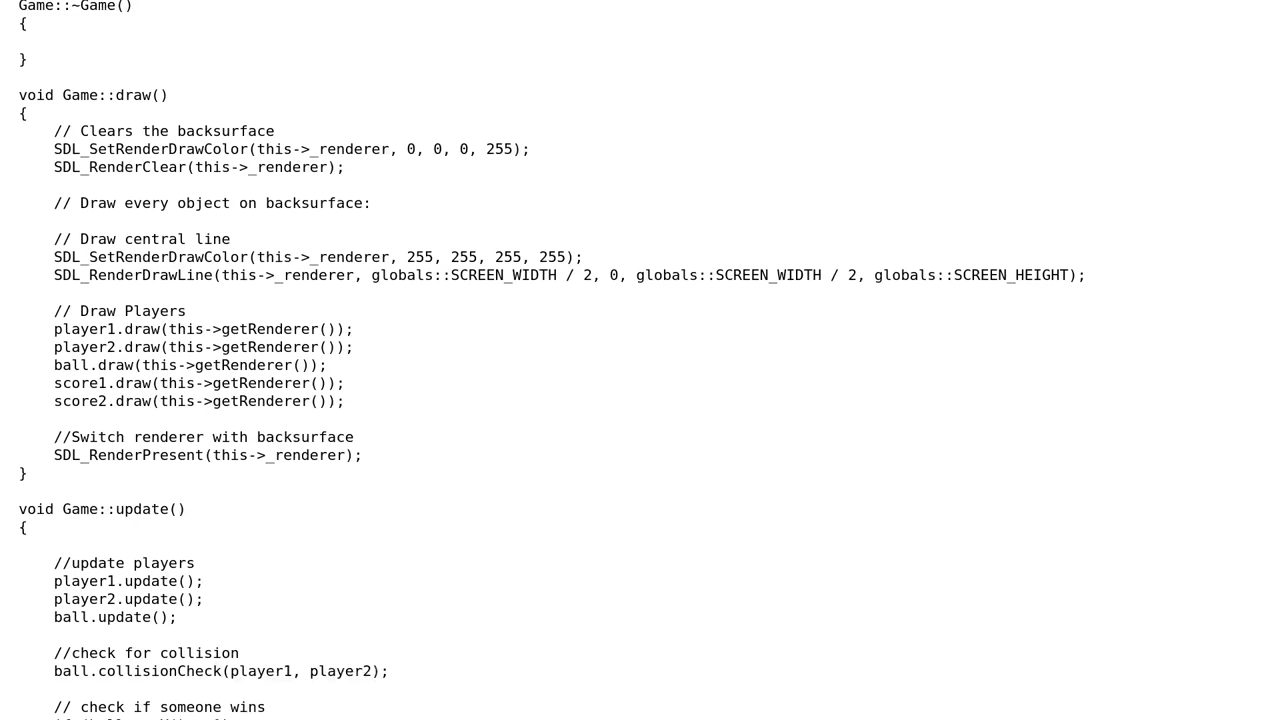 Game::~Game()
{

}

void Game::draw()
{
    // Clears the backsurface
    SDL_SetRenderDrawColor(this->_renderer, 0, 0, 0, 255);
    SDL_RenderClear(this->_renderer);

    // Draw every object on backsurface:

    // Draw central line
    SDL_SetRenderDrawColor(this->_renderer, 255, 255, 255, 255);
    SDL_RenderDrawLine(this->_renderer, globals::SCREEN_WIDTH / 2, 0, globals::SCREEN_WIDTH / 2, globals::SCREEN_HEIGHT);

    // Draw Players
    player1.draw(this->getRenderer());
    player2.draw(this->getRenderer());
    ball.draw(this->getRenderer());
    score1.draw(this->getRenderer());
    score2.draw(this->getRenderer());

    //Switch renderer with backsurface
    SDL_RenderPresent(this->_renderer);
}

void Game::update()
{

    //update players
    player1.update();
    player2.update();
    ball.update();

    //check for collision
    ball.collisionCheck(player1, player2);

    // check if someone wins